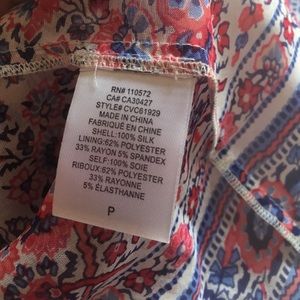 RN# 110572
CA# CA30427
STYLE# CVC61929
MADE IN CHINA
FABRIQUÉ EN CHINE
SHELL:100% SILK
LINING:62% POLYESTER
33% RAYON 5% SPANDEX
SELF:100% SOIE
RIBOUX:62% POLYESTER
33% RAYONNE
5% ÉLASTHANNE
P